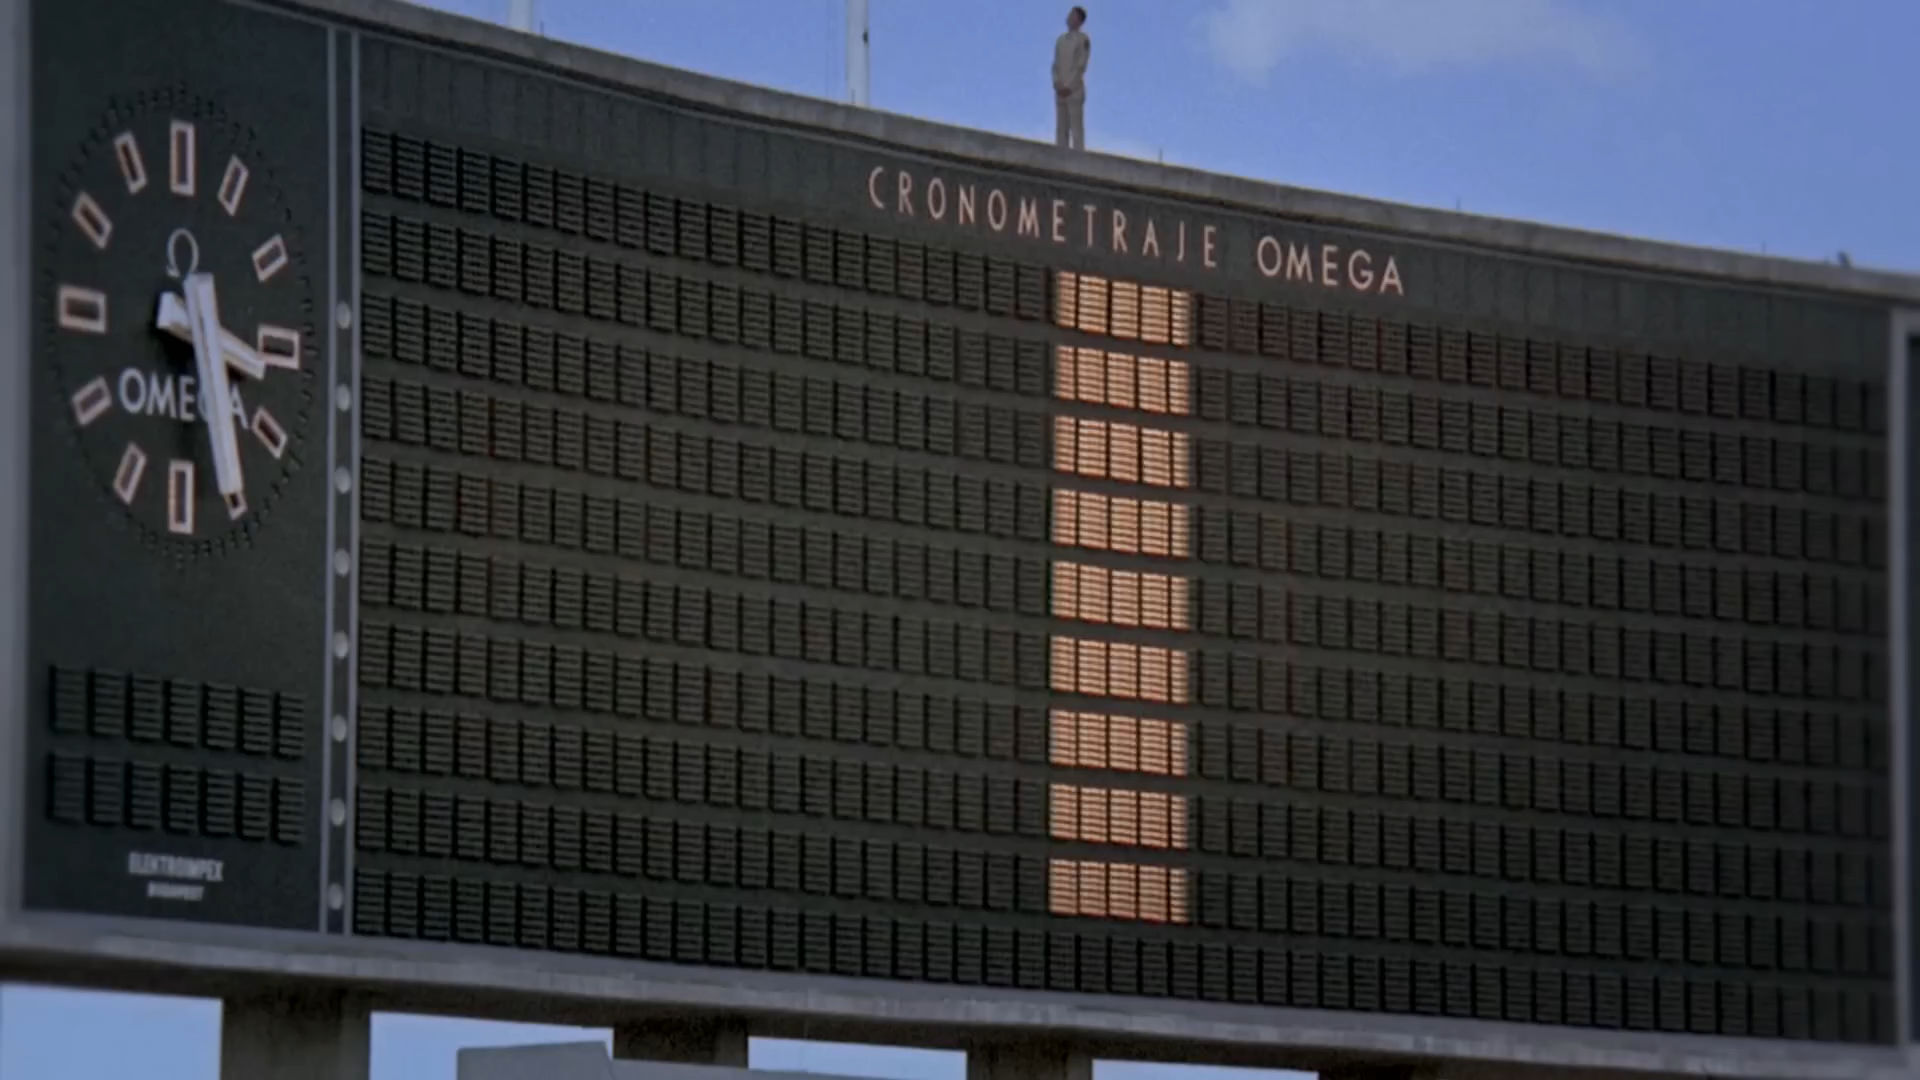 CRONOMETRAJE OMEGA
Ω
OMEGA
ELEKTROIMPEX
BUDAPEST